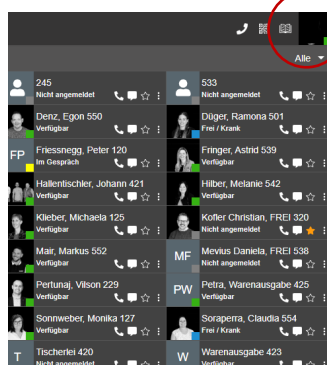 Alle
245
Nicht angemeldet
533
Nicht angemeldet
Denz, Egon 550
Verfügbar
Düger, Ramona 501
Frei / Krank
FP
Friessnegg, Peter 120
Im Gespräch
Fringer, Astrid 539
Verfügbar
Hallentischler, Johann 421
Verfügbar
Hilber, Melanie 542
Verfügbar
Klieber, Michaela 125
Verfügbar
Kofler Christian, FREI 320
Nicht angemeldet
Mair, Markus 552
Verfügbar
MF
Mevius Daniela, FREI 538
Nicht angemeldet
Pertunaj, Vilson 229
Verfügbar
PW
Petra, Warenausgabe 425
Verfügbar
Sonnweber, Monika 127
Verfügbar
Soraperra, Claudia 554
Frei / Krank
T
Tischerlei 420
Nicht angemeldet
W
Warenausgabe 423
Verfügbar